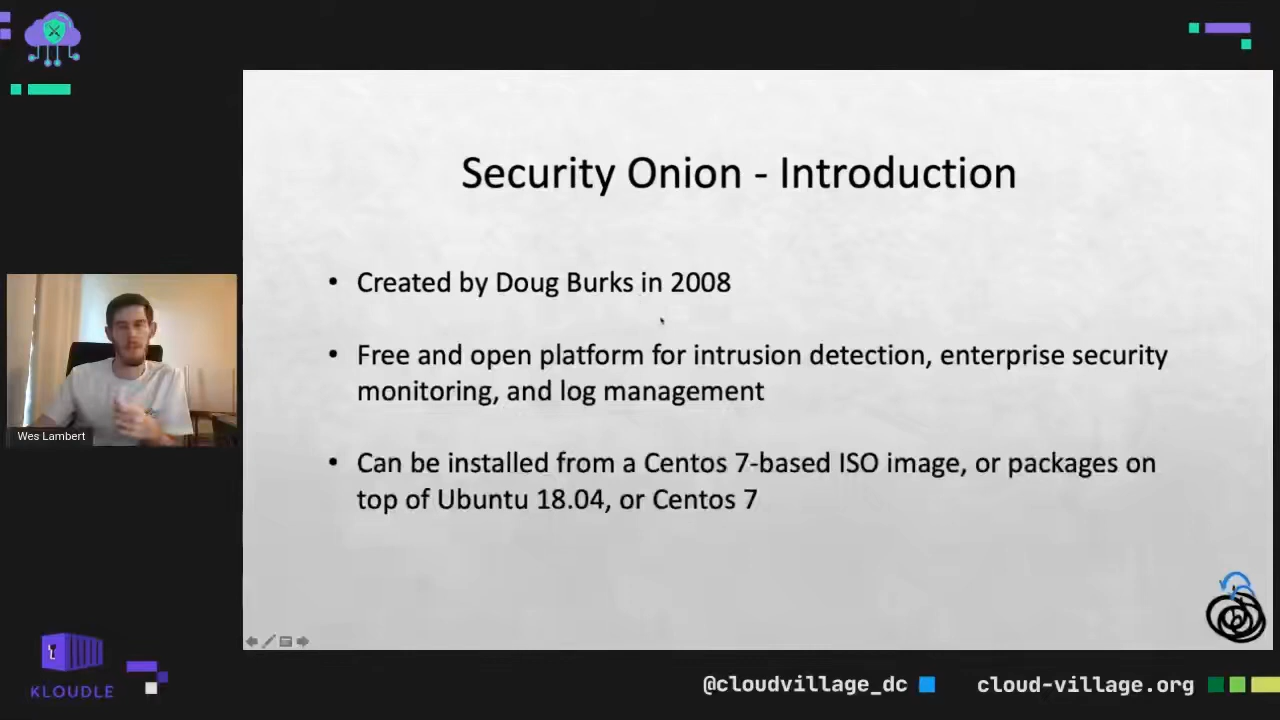 Security Onion - Introduction
• Created by Doug Burks in 2008
• Free and open platform for intrusion detection, enterprise security
monitoring, and log management
• Can be installed from a Centos 7-based ISO image, or packages on
top of Ubuntu 18.04, or Centos 7
Wes Lambert
KLOUDLE
@cloudvillage_dc
cloud-village.org